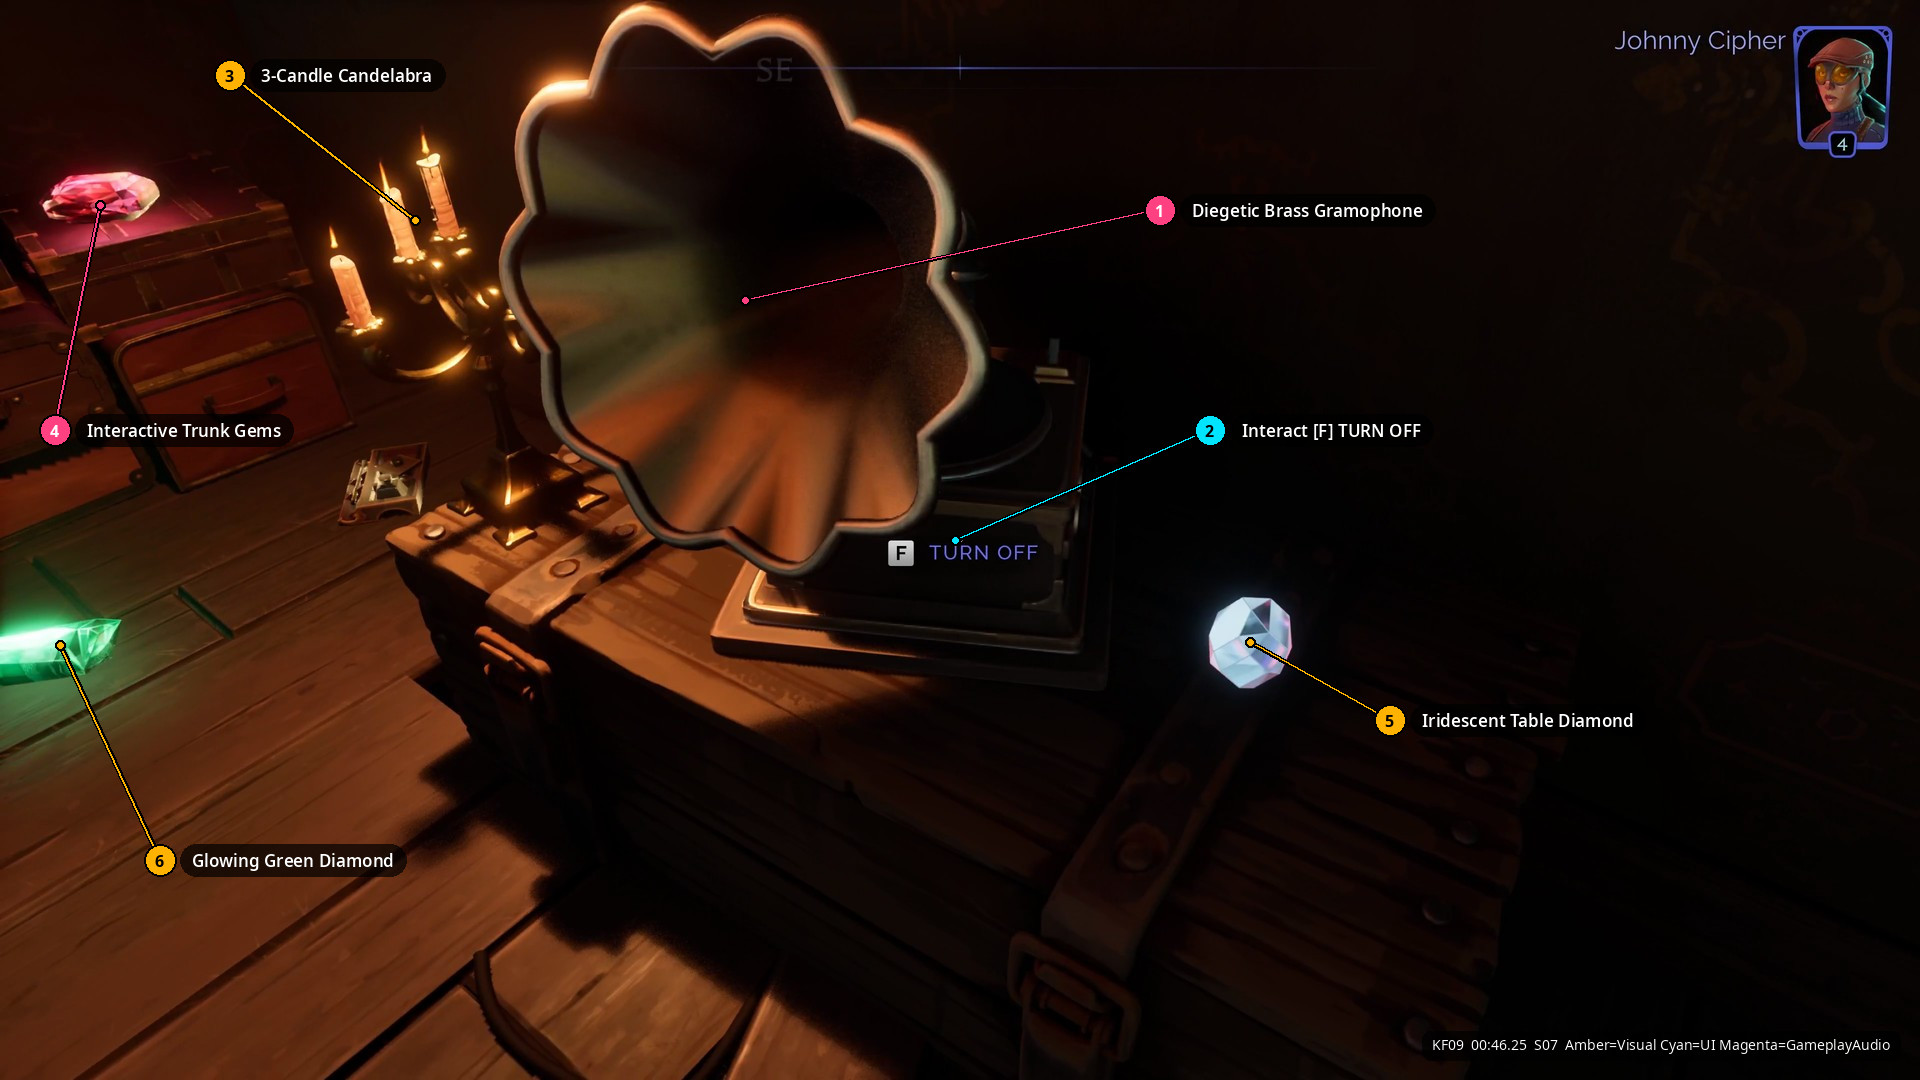 Johnny Cipher
SE
3 3-Candle Candelabra
4
1 Diegetic Brass Gramophone
4 Interactive Trunk Gems
2 Interact [F] TURN OFF
F TURN OFF
5 Iridescent Table Diamond
6 Glowing Green Diamond
KF09 00:46.25 S07 Amber=Visual Cyan=UI Magenta=GameplayAudio